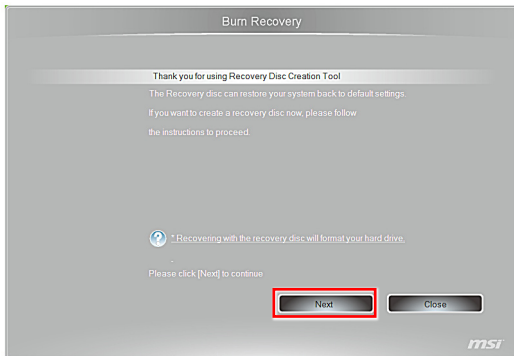 Burn Recovery
Thank you for using Recovery Disc Creation Tool
The Recovery disc can restore your system back to default settings.
If you want to create a recovery disc now, please follow
the instructions to proceed.
? * Recovering with the recovery disc will format your hard drive.
.
Please click [Next] to continue
Next Close
msi